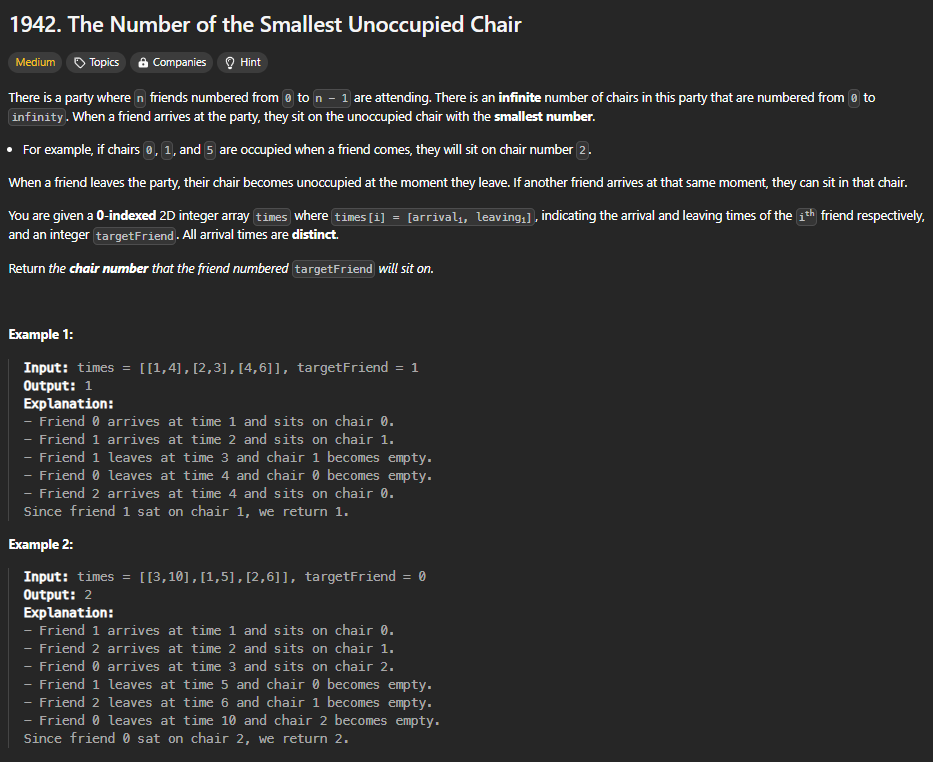 1942. The Number of the Smallest Unoccupied Chair
Medium Topics Companies Hint
There is a party where n friends numbered from 0 to n - 1 are attending. There is an infinite number of chairs in this party that are numbered from 0 to
infinity. When a friend arrives at the party, they sit on the unoccupied chair with the smallest number.
• For example, if chairs 0, 1, and 5 are occupied when a friend comes, they will sit on chair number 2.
When a friend leaves the party, their chair becomes unoccupied at the moment they leave. If another friend arrives at that same moment, they can sit in that chair.
You are given a 0-indexed 2D integer array times where times[i] = [arrivalᵢ, leavingᵢ], indicating the arrival and leaving times of the iᵗʰ friend respectively,
and an integer targetFriend. All arrival times are distinct.
Return the chair number that the friend numbered targetFriend will sit on.
Example 1:
Input: times = [[1,4],[2,3],[4,6]], targetFriend = 1
Output: 1
Explanation:
- Friend 0 arrives at time 1 and sits on chair 0.
- Friend 1 arrives at time 2 and sits on chair 1.
- Friend 1 leaves at time 3 and chair 1 becomes empty.
- Friend 0 leaves at time 4 and chair 0 becomes empty.
- Friend 2 arrives at time 4 and sits on chair 0.
Since friend 1 sat on chair 1, we return 1.
Example 2:
Input: times = [[3,10],[1,5],[2,6]], targetFriend = 0
Output: 2
Explanation:
- Friend 1 arrives at time 1 and sits on chair 0.
- Friend 2 arrives at time 2 and sits on chair 1.
- Friend 0 arrives at time 3 and sits on chair 2.
- Friend 1 leaves at time 5 and chair 0 becomes empty.
- Friend 2 leaves at time 6 and chair 1 becomes empty.
- Friend 0 leaves at time 10 and chair 2 becomes empty.
Since friend 0 sat on chair 2, we return 2.